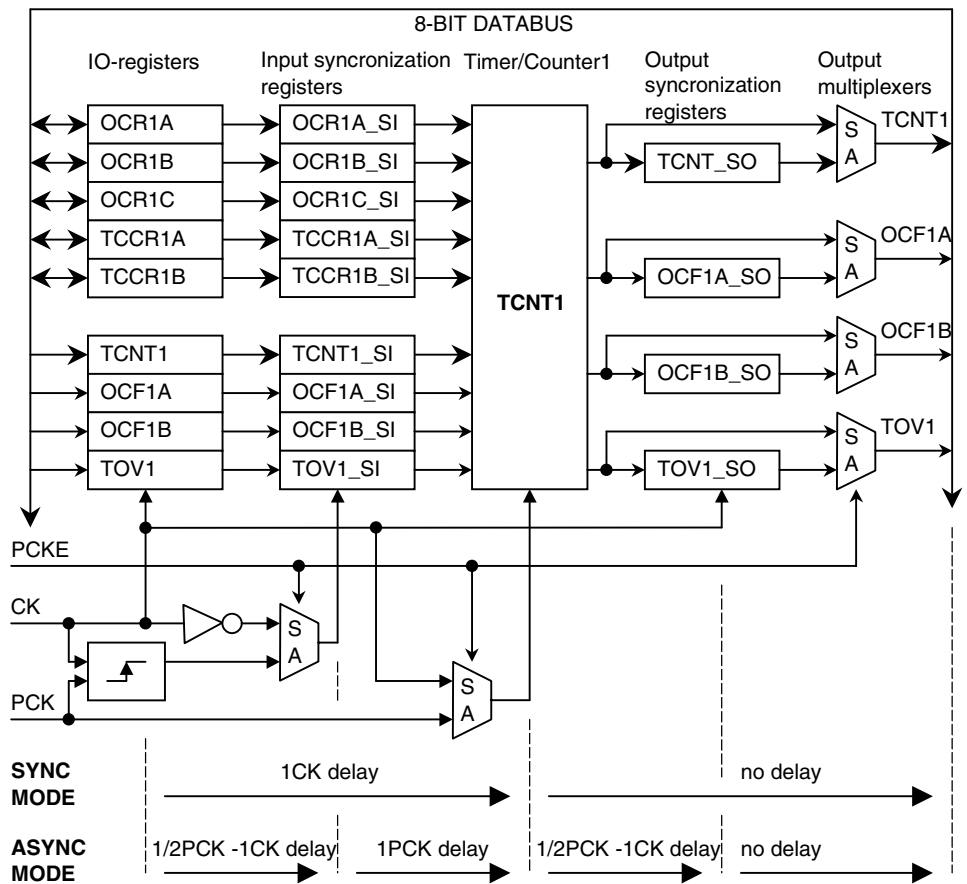 8-BIT DATABUS
IO-registers
Input syncronization
registers
Timer/Counter1
Output
syncronization
registers
Output
multiplexers
OCR1A
OCR1B
OCR1C
TCCR1A
TCCR1B
TCNT1
OCF1A
OCF1B
TOV1
OCR1A_SI
OCR1B_SI
OCR1C_SI
TCCR1A_SI
TCCR1B_SI
TCNT1_SI
OCF1A_SI
OCF1B_SI
TOV1_SI
TCNT1
TCNT_SO
OCF1A_SO
OCF1B_SO
TOV1_SO
S
A
TCNT1
S
A
OCF1A
S
A
OCF1B
S
A
TOV1
PCKE
CK
S
A
PCK
S
A
SYNC
MODE
1CK delay
no delay
ASYNC
MODE
1/2PCK -1CK delay
1PCK delay
1/2PCK -1CK delay
no delay